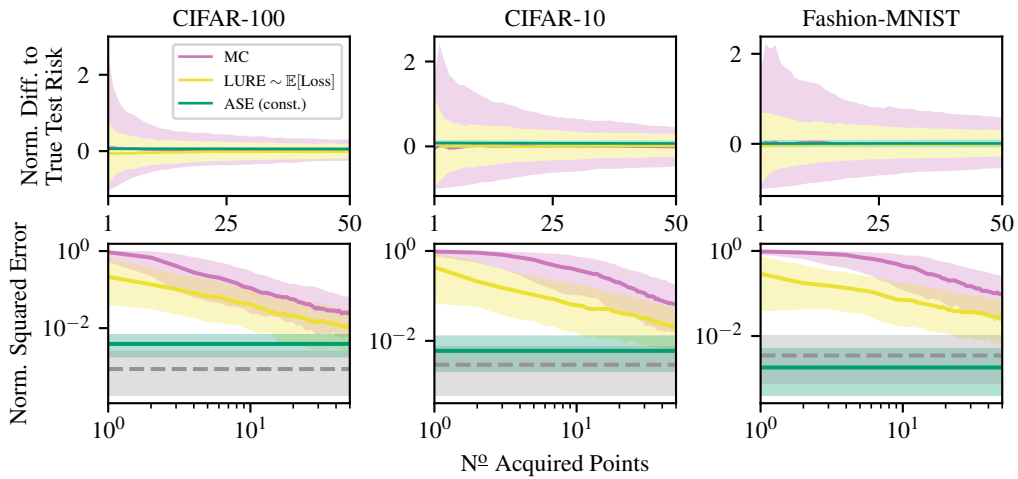 CIFAR-100 CIFAR-10 Fashion-MNIST
Norm. Diff. to
True Test Risk
2
0
MC
LURE ∼ 𝔼[Loss]
ASE (const.)
2
0
2
0
1 25 50
1 25 50
1 25 50
Norm. Squared Error
10⁰
10⁻²
10⁰
10⁻²
10⁰
10⁻²
10⁰ 10¹
10⁰ 10¹
10⁰ 10¹
Nº Acquired Points